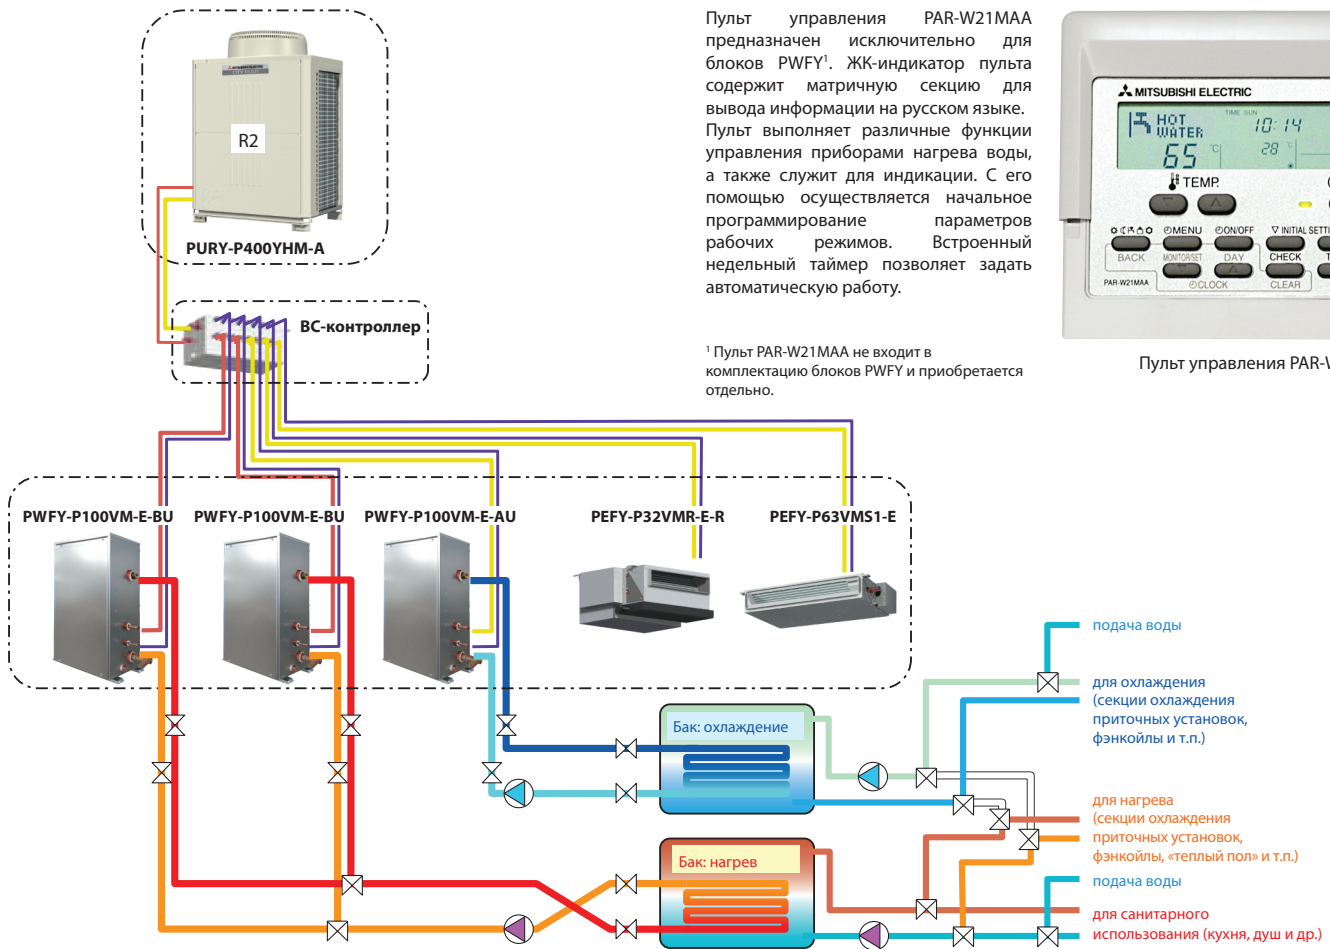 R2
PURY-P400YHM-A
ВС-контроллер
Пульт управления PAR-W21MAA
предназначен исключительно для
блоков PWFY¹. ЖК-индикатор пульта
содержит матричную секцию для
вывода информации на русском языке.
Пульт выполняет различные функции
управления приборами нагрева воды,
а также служит для индикации. С его
помощью осуществляется начальное
программирование параметров
рабочих режимов. Встроенный
недельный таймер позволяет задать
автоматическую работу.
¹ Пульт PAR-W21MAA не входит в
комплектацию блоков PWFY и приобретается
отдельно.
MITSUBISHI ELECTRIC
TIME SUN
HOT
WATER
10:14
65 °C
28 °C
TEMP.
MENU
ON/OFF
INITIAL SETTI
BACK
MONITOR/SET
DAY
CHECK
PAR-W21MAA
CLOCK
CLEAR
Пульт управления PAR-W
PWFY-P100VM-E-BU
PWFY-P100VM-E-BU
PWFY-P100VM-E-AU
PEFY-P32VMR-E-R
PEFY-P63VMS1-E
Бак: охлаждение
Бак: нагрев
подача воды
для охлаждения
(секции охлаждения
приточных установок,
фэнкойлы и т.п.)
для нагрева
(секции охлаждения
приточных установок,
фэнкойлы, «теплый пол» и т.п.)
подача воды
для санитарного
использования (кухня, душ и др.)